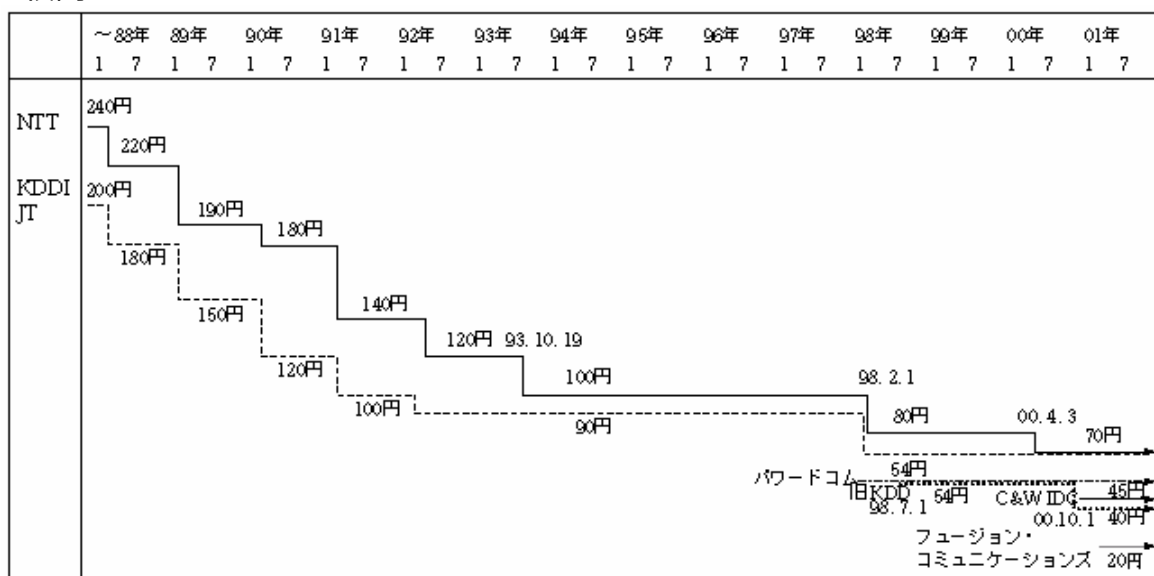 ～88年 89年 90年 91年 92年 93年 94年 95年 96年 97年 98年 99年 00年 01年
1 7 1 7 1 7 1 7 1 7 1 7 1 7 1 7 1 7 1 7 1 7 1 7 1 7 1 7
240円
NTT
220円
KDDI 200円
JT
190円
180円
180円
150円
140円
120円 93.10.19
120円
100円
98.2.1
100円
90円
80円
00.4.3
70円
54円
パワードコム
旧KDD 54円 C&W IDC 45円
98.7.1
00.10.1 40円
フュージョン・
コミュニケーションズ 20円